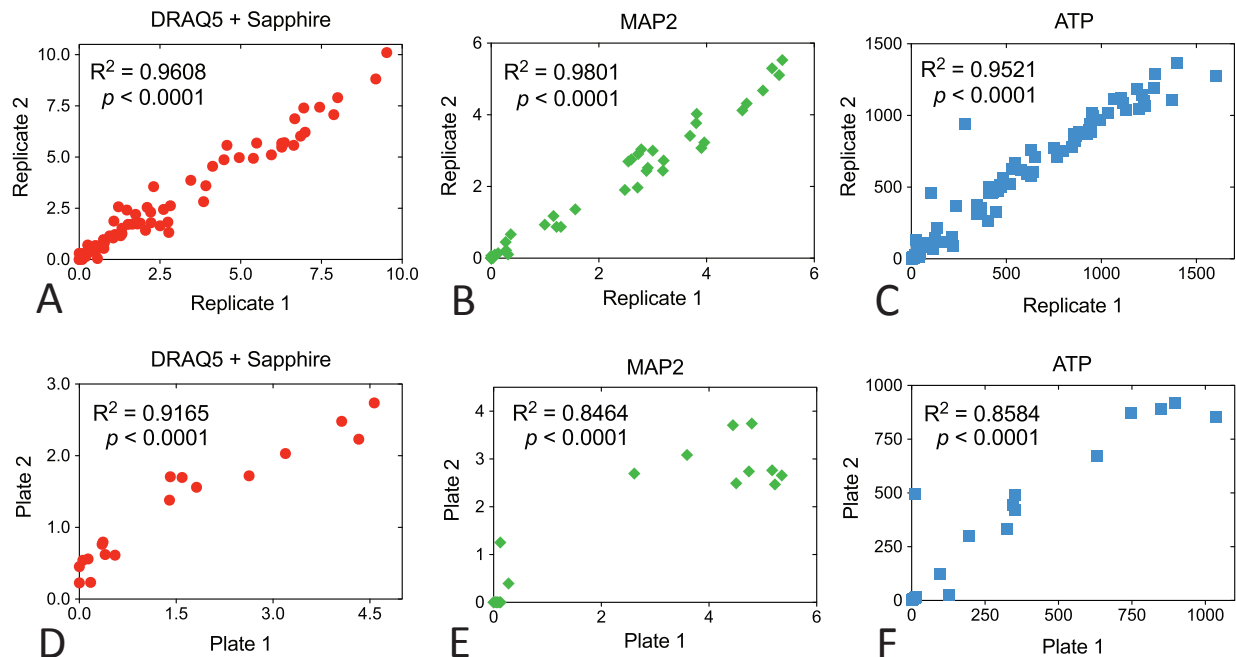 DRAQ5 + Sapphire
R² = 0.9608
p < 0.0001
10.0
7.5
5.0
2.5
0.0
Replicate 2
0.0 2.5 5.0 7.5 10.0
Replicate 1
A
MAP2
R² = 0.9801
p < 0.0001
6
4
2
0
Replicate 2
0 2 4 6
Replicate 1
B
ATP
R² = 0.9521
p < 0.0001
1500
1000
500
0
Replicate 2
0 500 1000 1500
Replicate 1
C
DRAQ5 + Sapphire
R² = 0.9165
p < 0.0001
3.0
2.0
1.0
0.0
Plate 2
0.0 1.5 3.0 4.5
Plate 1
D
MAP2
R² = 0.8464
p < 0.0001
4
3
2
1
0
Plate 2
0 2 4 6
Plate 1
E
ATP
R² = 0.8584
p < 0.0001
1000
750
500
250
0
Plate 2
0 250 500 750 1000
Plate 1
F